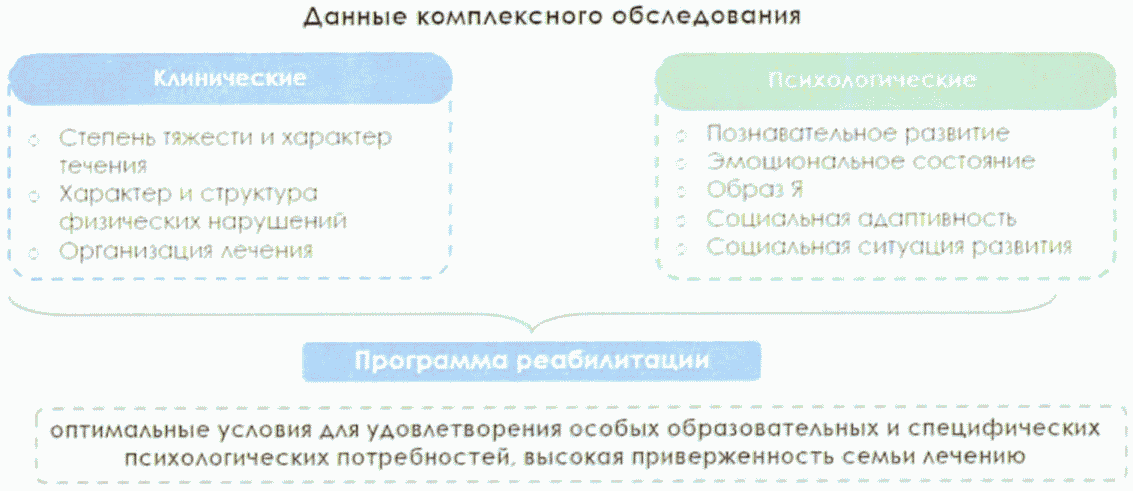 Данные комплексного обследования
Клинические
Степень тяжести и характер
течения
Характер и структура
физических нарушений
Организация лечения
Психологические
Познавательное развитие
Эмоциональное состояние
Образ Я
Социальная адаптивность
Социальная ситуация развития
Программа реабилитации
оптимальные условия для удовлетворения особых образовательных и специфических
психологических потребностей, высокая приверженность семьи лечению